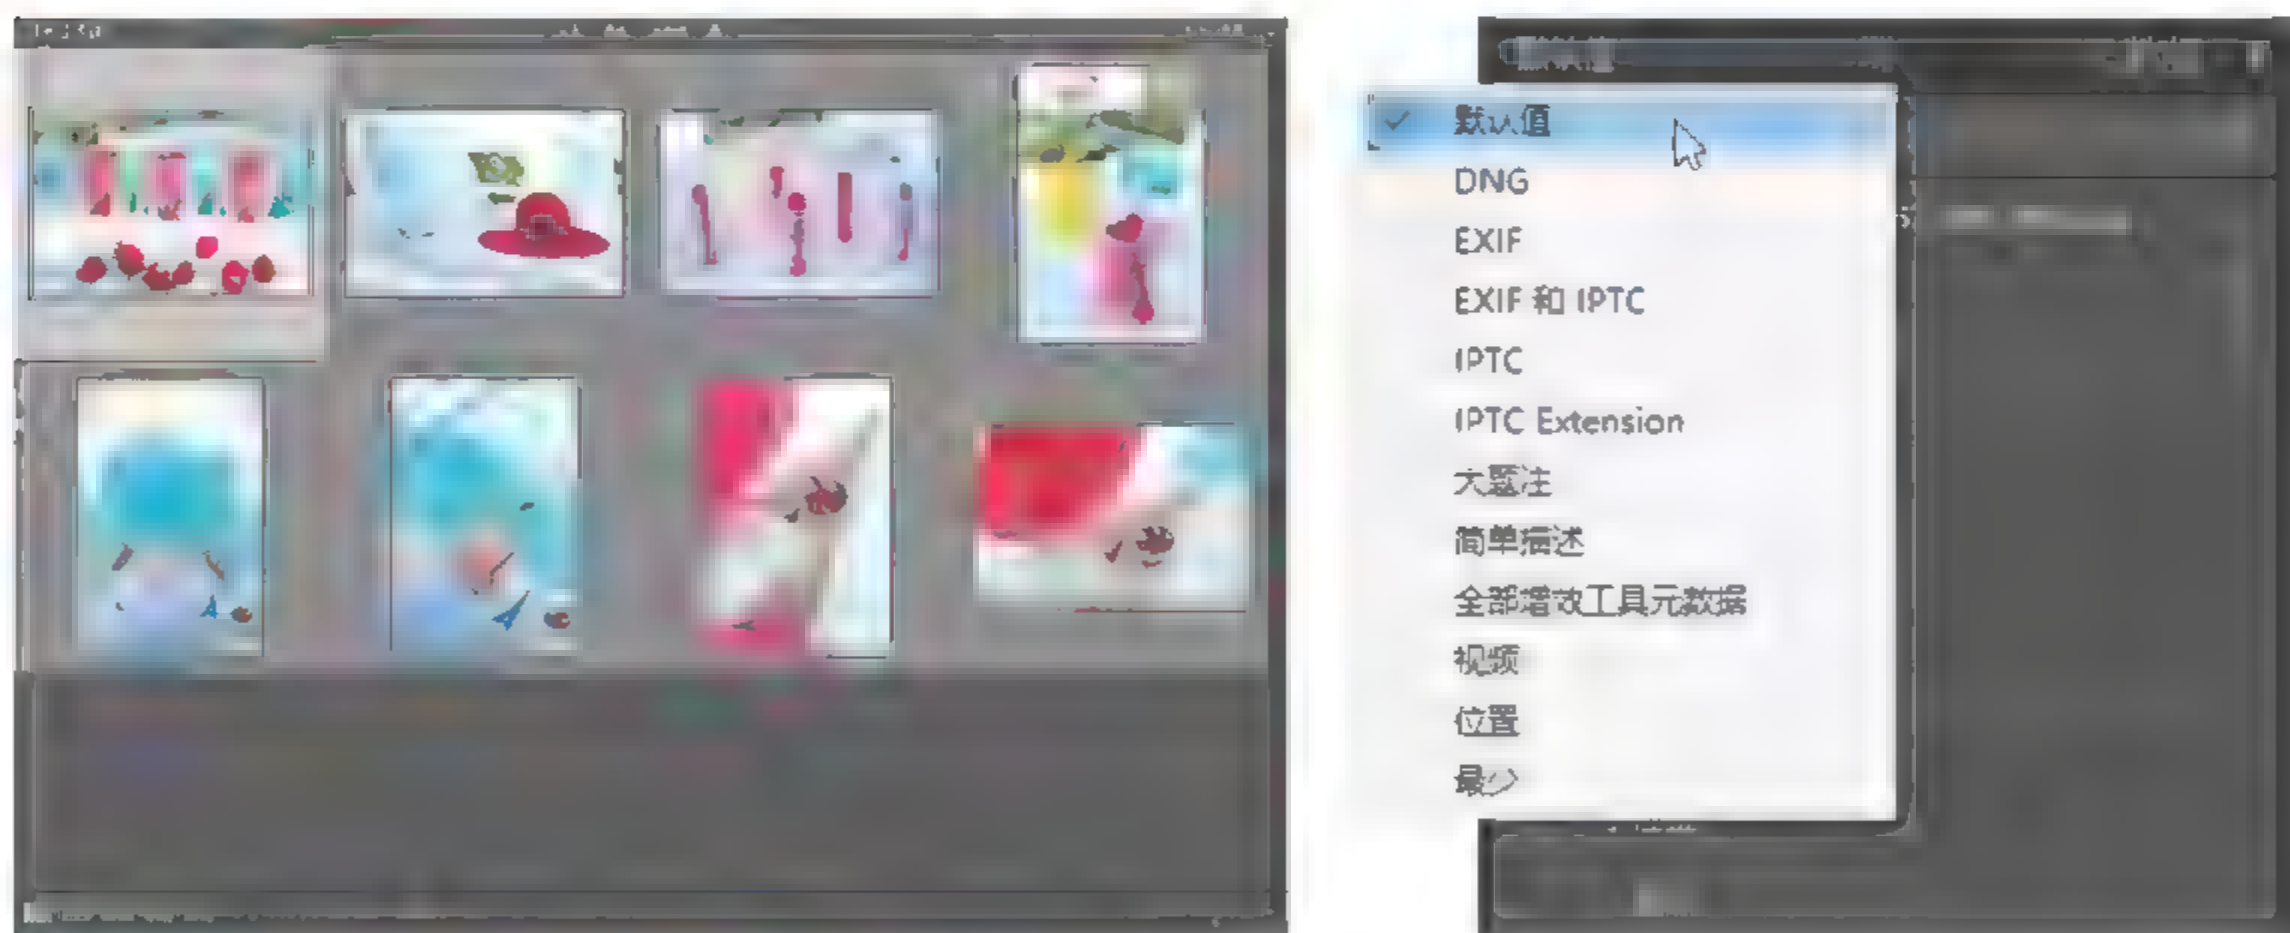 默认值
DNG
EXIF
EXIF 和 IPTC
IPTC
IPTC Extension
大题注
简单描述
全部增效工具元数据
视频
位置
最少